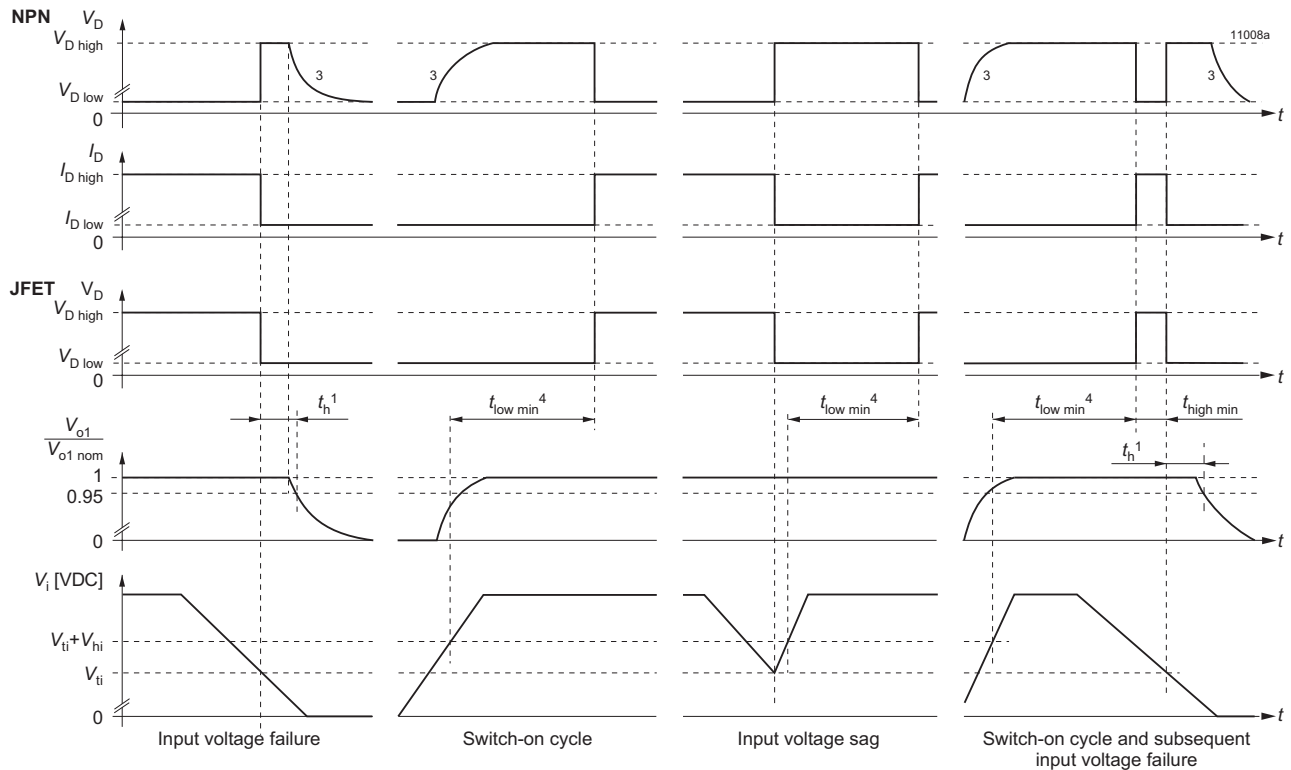 NPN
V_D
V_D high
3
3
3
3
11008a
V_D low
0
t
I_D
I_D high
I_D low
0
t
JFET V_D
V_D high
V_D low
0
t
t_h^1
t_low min^4
t_low min^4
t_low min^4
t_high min
V_o1
V_o1 nom
t_h^1
1
0.95
0
t
V_i [VDC]
V_ti+V_hi
V_ti
0
t
Input voltage failure
Switch-on cycle
Input voltage sag
Switch-on cycle and subsequent
input voltage failure